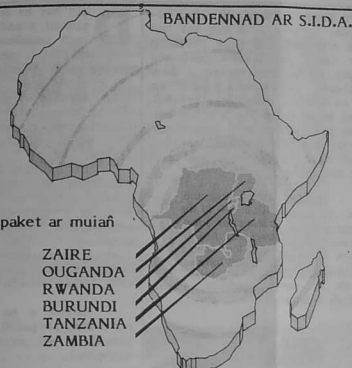 BANDENNAD AR S.I.D.A.
paket ar muiañ
ZAIRE
OUGANDA
RWANDA
BURUNDI
TANZANIA
ZAMBIA